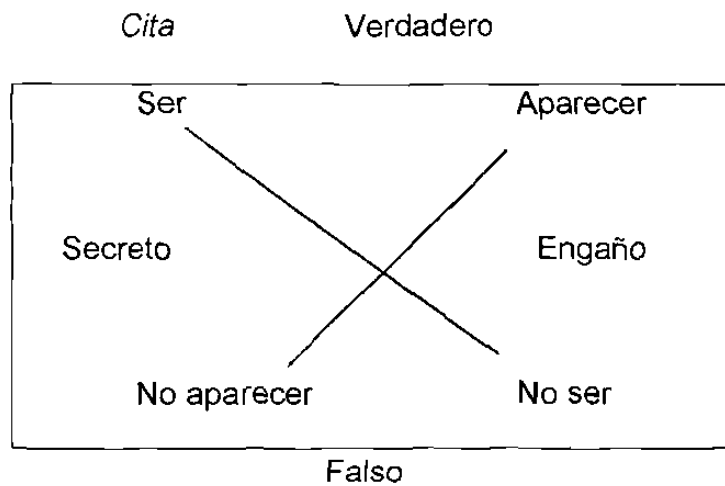 Cita Verdadero
Ser Aparecer
Secreto Engaño
No aparecer No ser
Falso